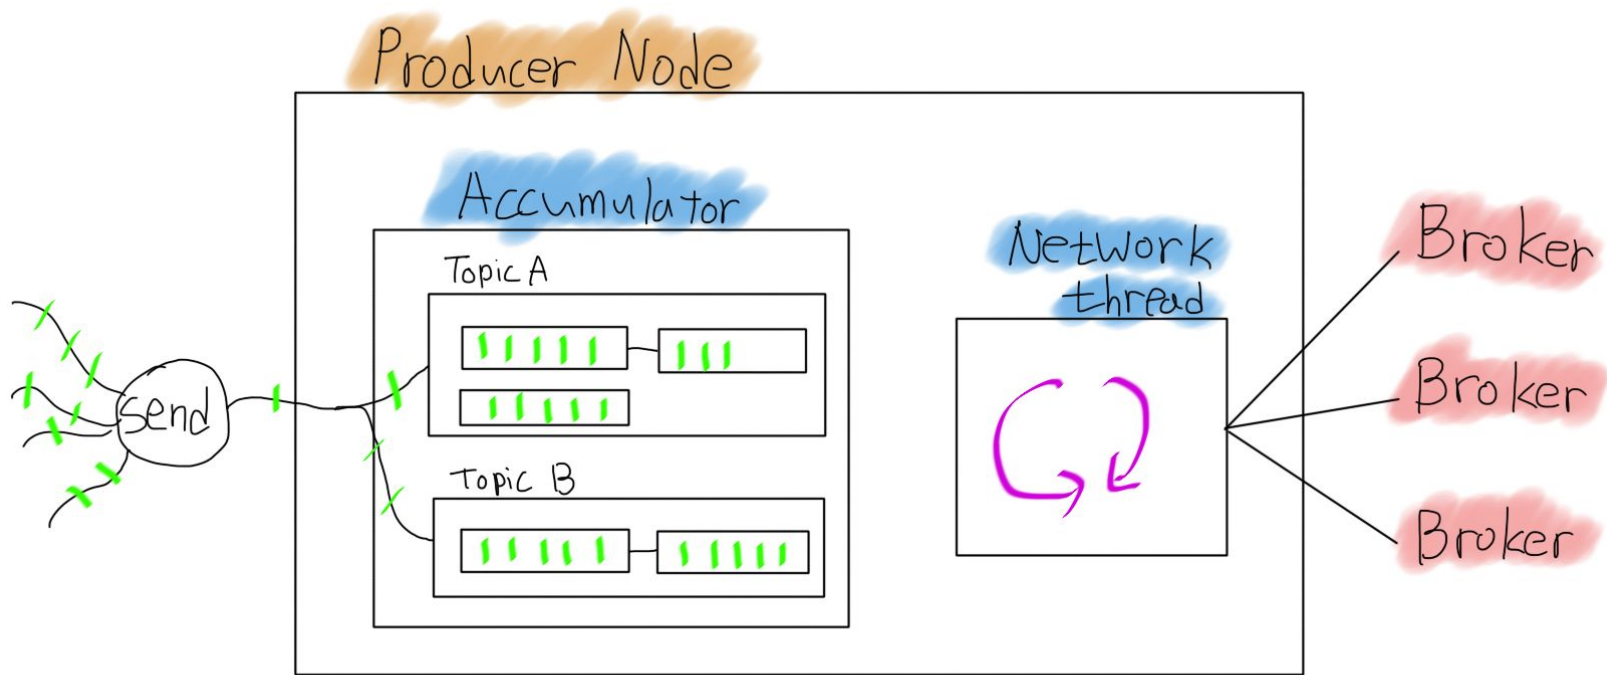 Producer Node
Accumulator
Topic A
Network
thread
Broker
send
Broker
Topic B
Broker